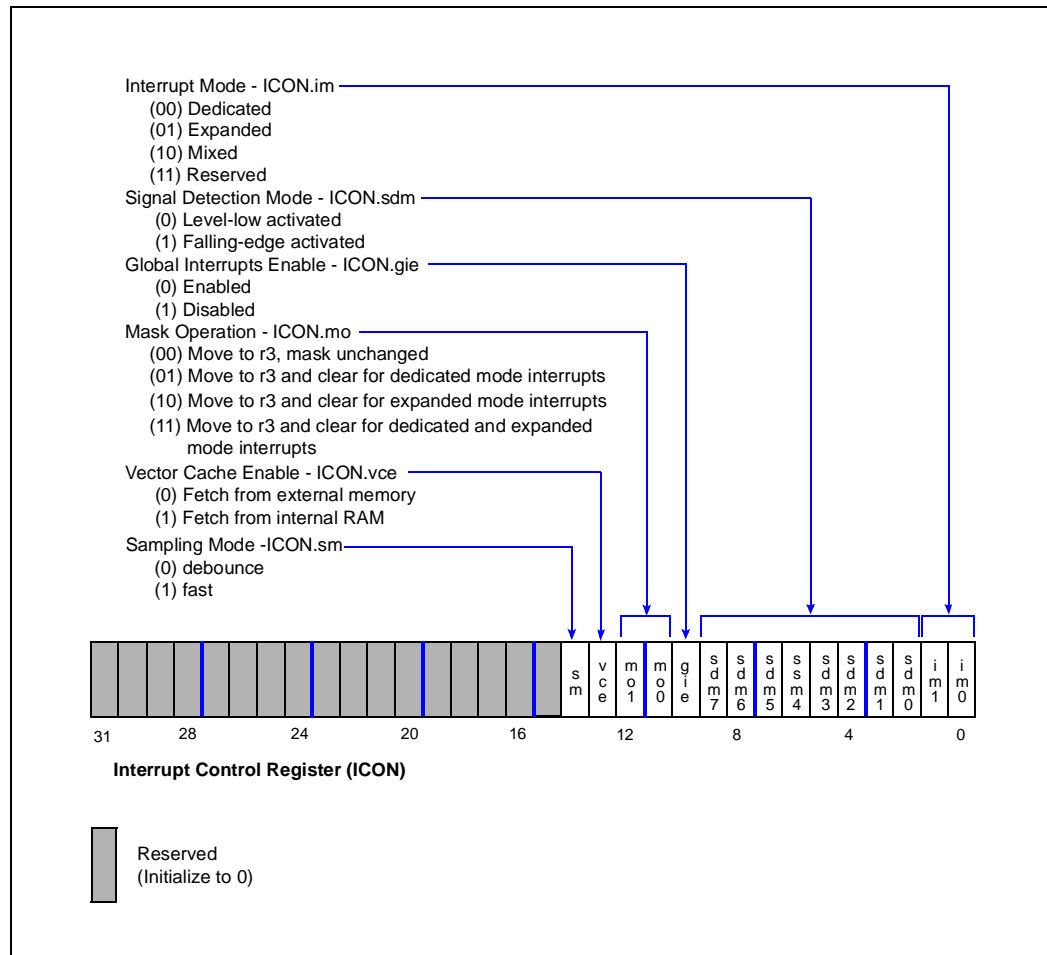 Interrupt Mode - ICON.im
(00) Dedicated
(01) Expanded
(10) Mixed
(11) Reserved
Signal Detection Mode - ICON.sdm
(0) Level-low activated
(1) Falling-edge activated
Global Interrupts Enable - ICON.gie
(0) Enabled
(1) Disabled
Mask Operation - ICON.mo
(00) Move to r3, mask unchanged
(01) Move to r3 and clear for dedicated mode interrupts
(10) Move to r3 and clear for expanded mode interrupts
(11) Move to r3 and clear for dedicated and expanded
mode interrupts
Vector Cache Enable - ICON.vce
(0) Fetch from external memory
(1) Fetch from internal RAM
Sampling Mode -ICON.sm
(0) debounce
(1) fast
sm vce mo1 mo0 gie sdm7 sdm6 sdm5 ssm4 sdm3 sdm2 sdm1 sdm0 im1 im0
31 28 24 20 16 12 8 4 0
Interrupt Control Register (ICON)
Reserved
(Initialize to 0)